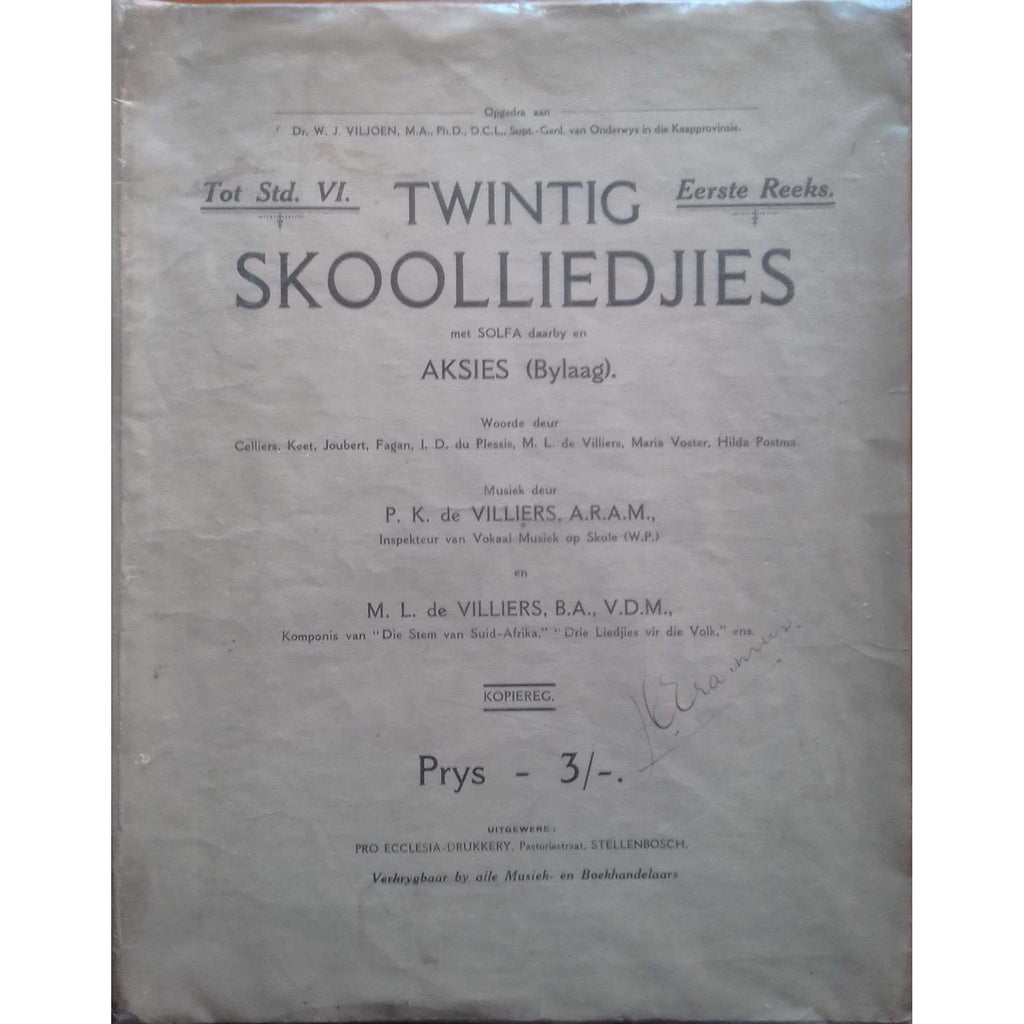 Opgedra aan
Dr. W. J. VILJOEN, M.A., Ph.D., D.C.L., Supt.-Genl. van Onderwys in die Kaapprovinsie.
Tot Std. VI. TWINTIG Eerste Reeks.
SKOOLLIEDJIES
met SOLFA daarby en
AKSIES (Bylaag).
Woorde deur
Celliers, Keet, Joubert, Fagan, I. D. du Plessis, M. L. de Villiers, Maria Voster, Hilda Postma.
Musiek deur
P. K. de VILLIERS, A.R.A.M.,
Inspekteur van Vokaal Musiek op Skole (W.P.)
en
M. L. de VILLIERS, B.A., V.D.M.,
Komponis van "Die Stem van Suid-Afrika," "Drie Liedjies vir die Volk," ens.
KOPIEREG.
Prys - 3/-.
UITGEWERS:
PRO ECCLESIA-DRUKKERY, Pastoriestraat, STELLENBOSCH.
Verkrygbaar by alle Musiek- en Boekhandelaars